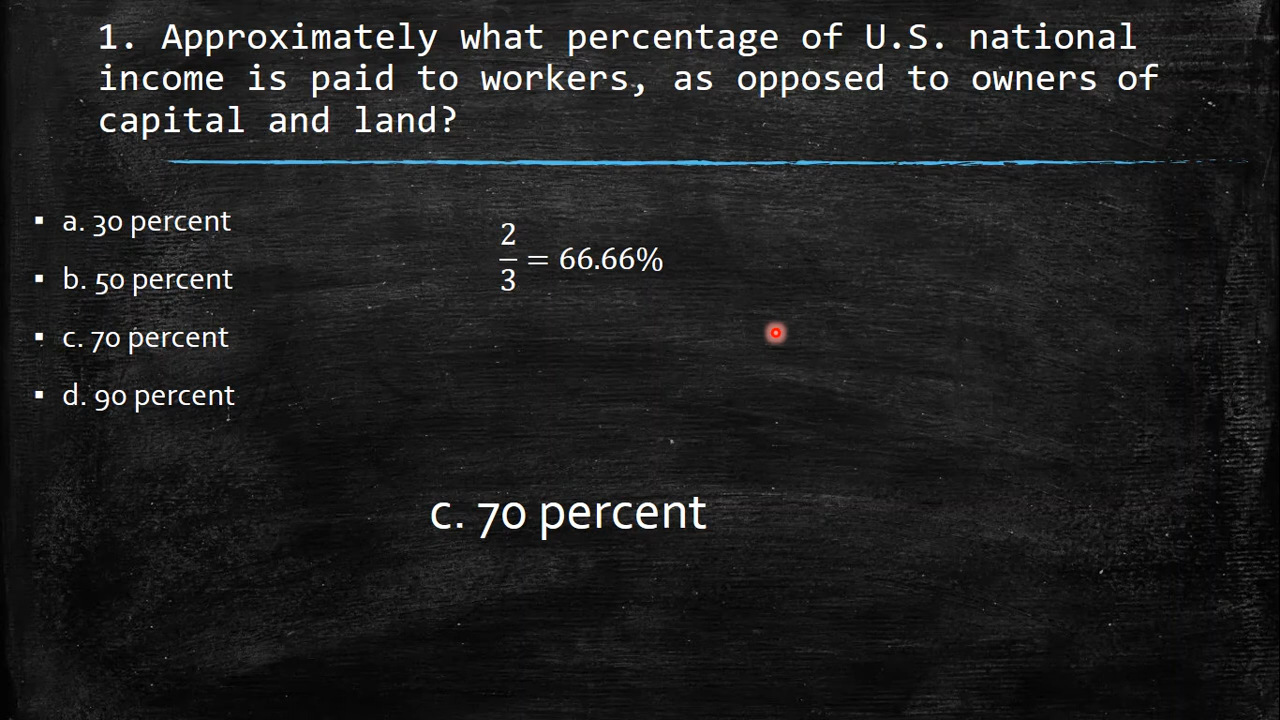 1. Approximately what percentage of U.S. national
income is paid to workers, as opposed to owners of
capital and land?
▪ a. 30 percent
▪ b. 50 percent
▪ c. 70 percent
▪ d. 90 percent
2/3 = 66.66%
c. 70 percent